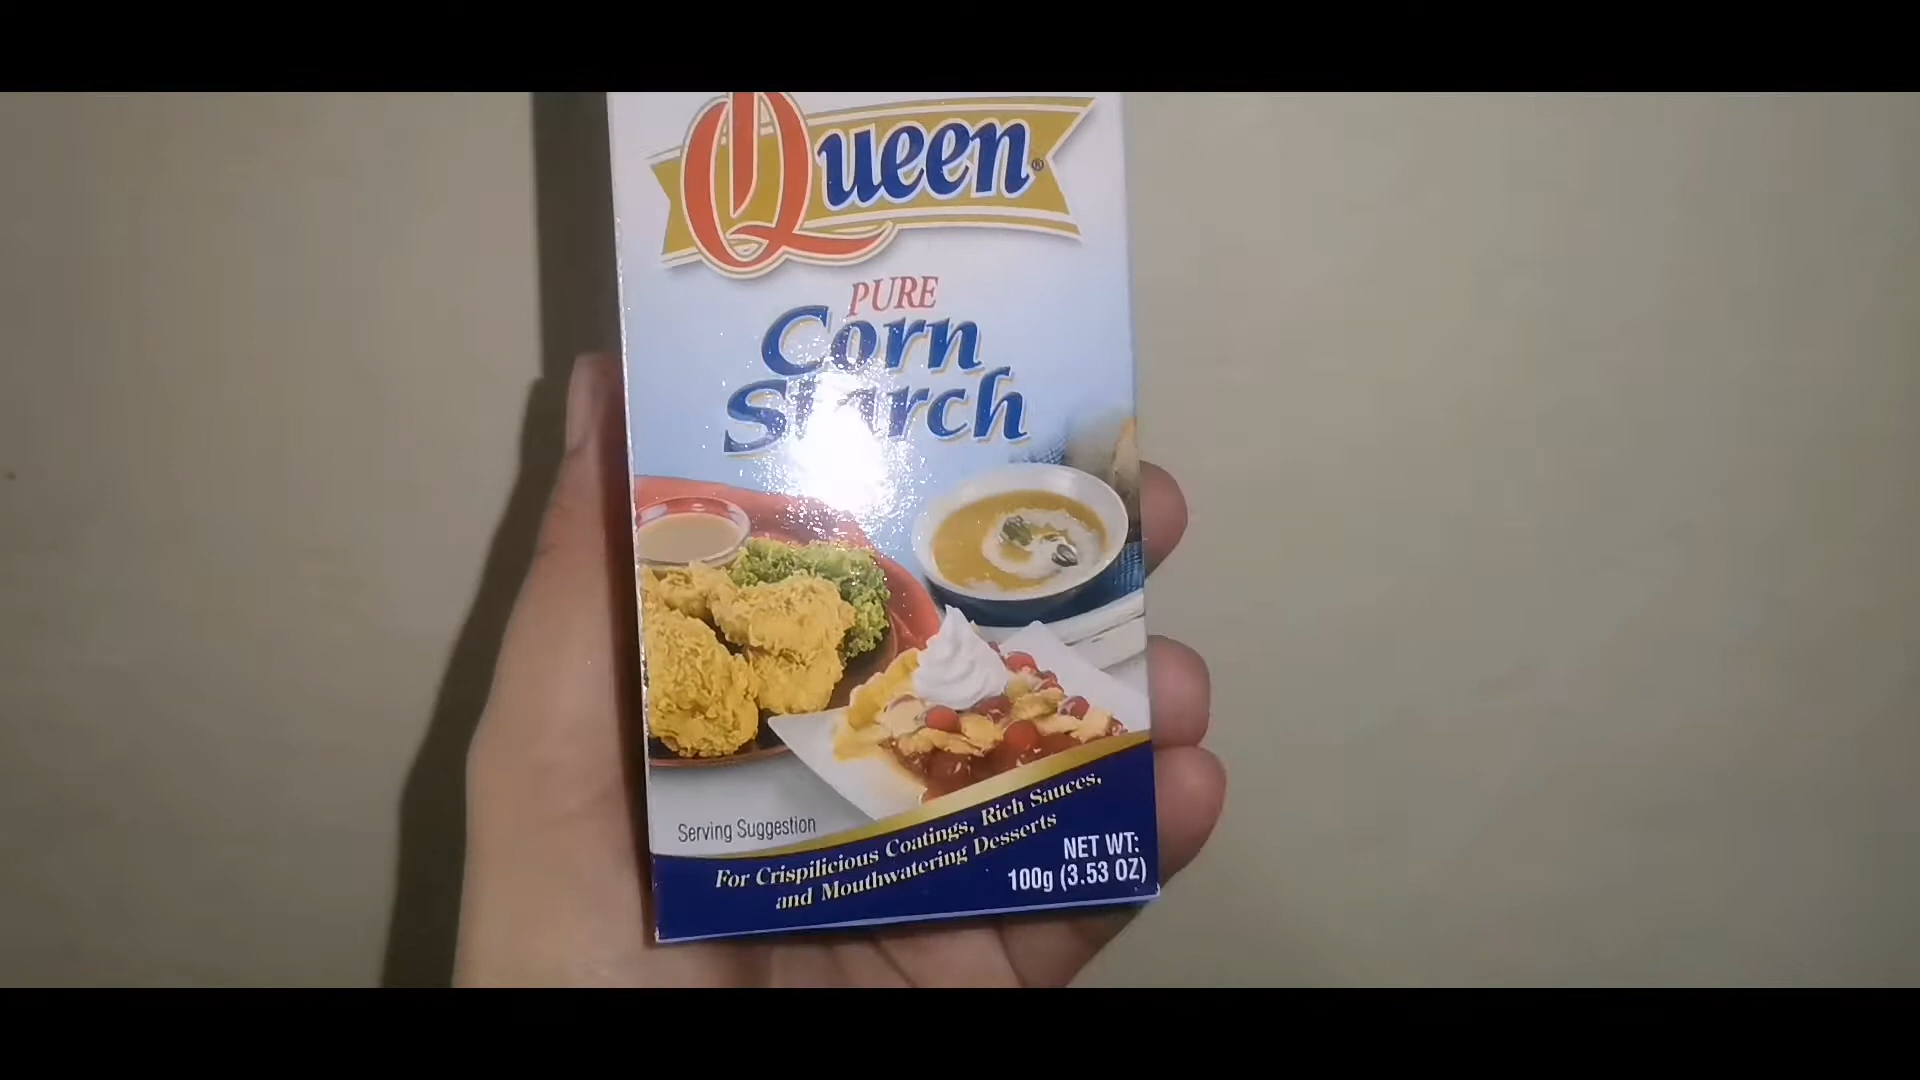 Queen®
PURE
Corn
Starch
Serving Suggestion
For Crispilicious Coatings, Rich Sauces,
and Mouthwatering Desserts
NET WT:
100g (3.53 OZ)